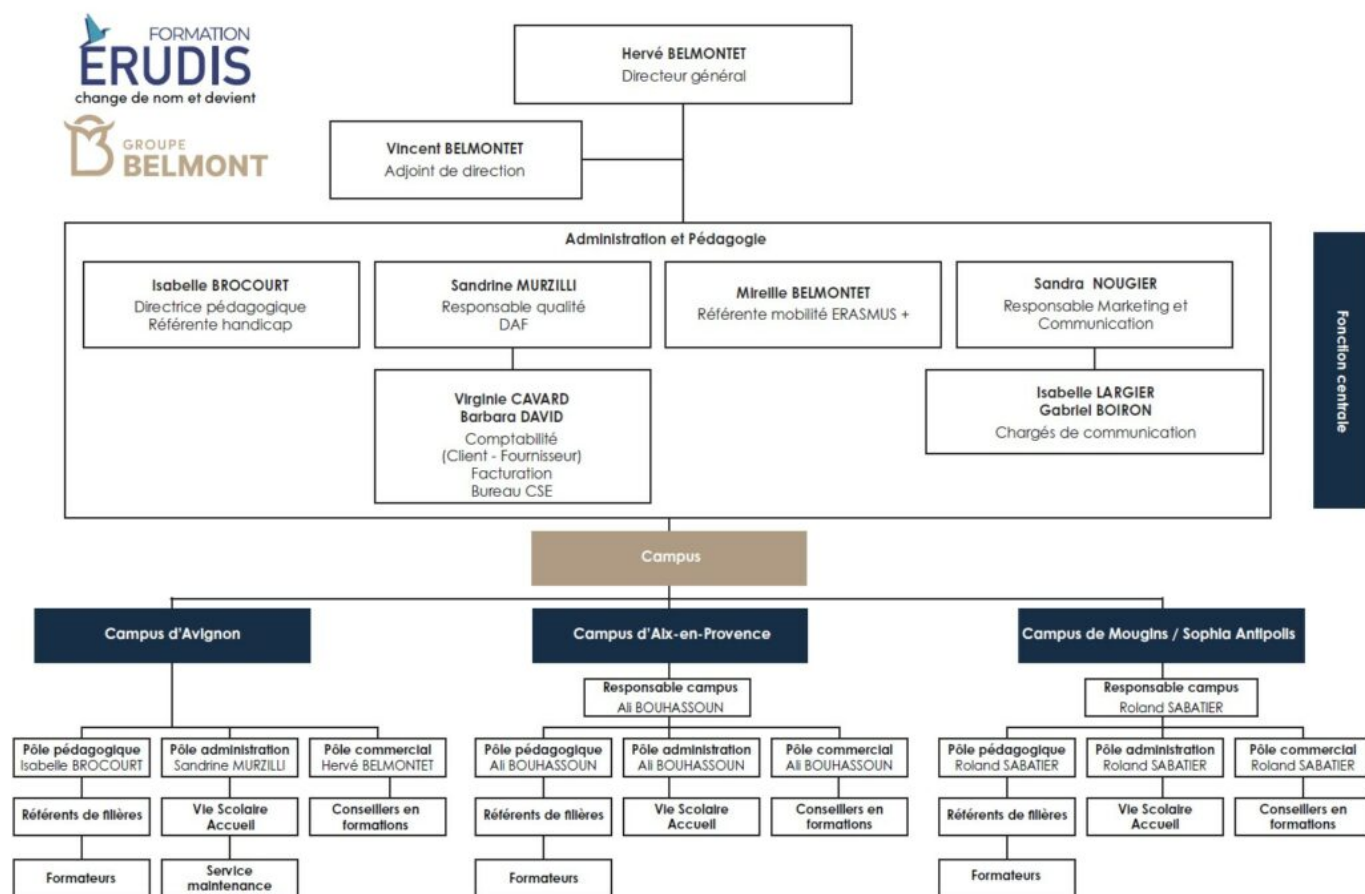 FORMATION
ÉRUDIS
change de nom et devient
GROUPE
BELMONT
Hervé BELMONTET
Directeur général
Vincent BELMONTET
Adjoint de direction
Administration et Pédagogie
Isabelle BROCOURT
Directrice pédagogique
Référente handicap
Sandrine MURZILLI
Responsable qualité
DAF
Mireille BELMONTET
Référente mobilité ERASMUS +
Sandra NOUGIER
Responsable Marketing et
Communication
Virginie CAVARD
Barbara DAVID
Comptabilité
(Client - Fournisseur)
Facturation
Bureau CSE
Isabelle LARGIER
Gabriel BOIRON
Chargés de communication
Fonction centrale
Campus
Campus d'Avignon
Campus d'Aix-en-Provence
Campus de Mougins / Sophia Antipolis
Responsable campus
Ali BOUHASSOUN
Responsable campus
Roland SABATIER
Pôle pédagogique
Isabelle BROCOURT
Pôle administration
Sandrine MURZILLI
Pôle commercial
Hervé BELMONTET
Pôle pédagogique
Ali BOUHASSOUN
Pôle administration
Ali BOUHASSOUN
Pôle commercial
Ali BOUHASSOUN
Pôle pédagogique
Roland SABATIER
Pôle administration
Roland SABATIER
Pôle commercial
Roland SABATIER
Référents de filières
Vie Scolaire
Accueil
Conseillers en
formations
Référents de filières
Vie Scolaire
Accueil
Conseillers en
formations
Référents de filières
Vie Scolaire
Accueil
Conseillers en
formations
Formateurs
Service
maintenance
Formateurs
Formateurs